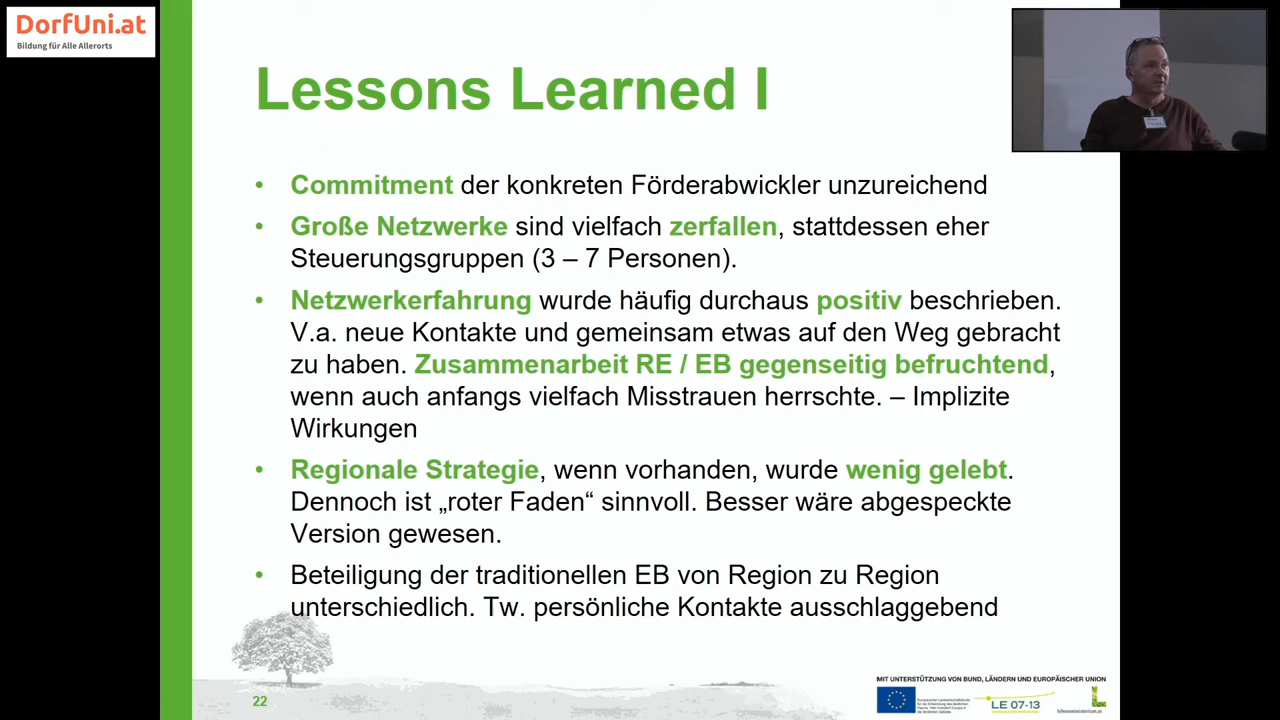 DorfUni.at
Bildung für Alle Allerorts
Lessons Learned I
• Commitment der konkreten Förderabwickler unzureichend
• Große Netzwerke sind vielfach zerfallen, stattdessen eher
Steuerungsgruppen (3 – 7 Personen).
• Netzwerkerfahrung wurde häufig durchaus positiv beschrieben.
V.a. neue Kontakte und gemeinsam etwas auf den Weg gebracht
zu haben. Zusammenarbeit RE / EB gegenseitig befruchtend,
wenn auch anfangs vielfach Misstrauen herrschte. – Implizite
Wirkungen
• Regionale Strategie, wenn vorhanden, wurde wenig gelebt.
Dennoch ist „roter Faden“ sinnvoll. Besser wäre abgespeckte
Version gewesen.
• Beteiligung der traditionellen EB von Region zu Region
unterschiedlich. Tw. persönliche Kontakte ausschlaggebend
22
MIT UNTERSTÜTZUNG VON BUND, LÄNDERN UND EUROPÄISCHER UNION
LE 07-13